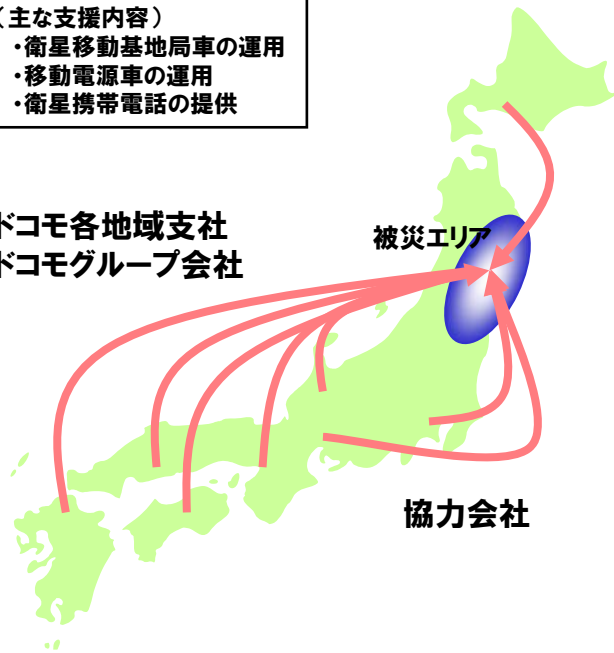 (主な支援内容)
・衛星移動基地局車の運用
・移動電源車の運用
・衛星携帯電話の提供
ドコモ各地域支社
ドコモグループ会社
被災エリア
協力会社